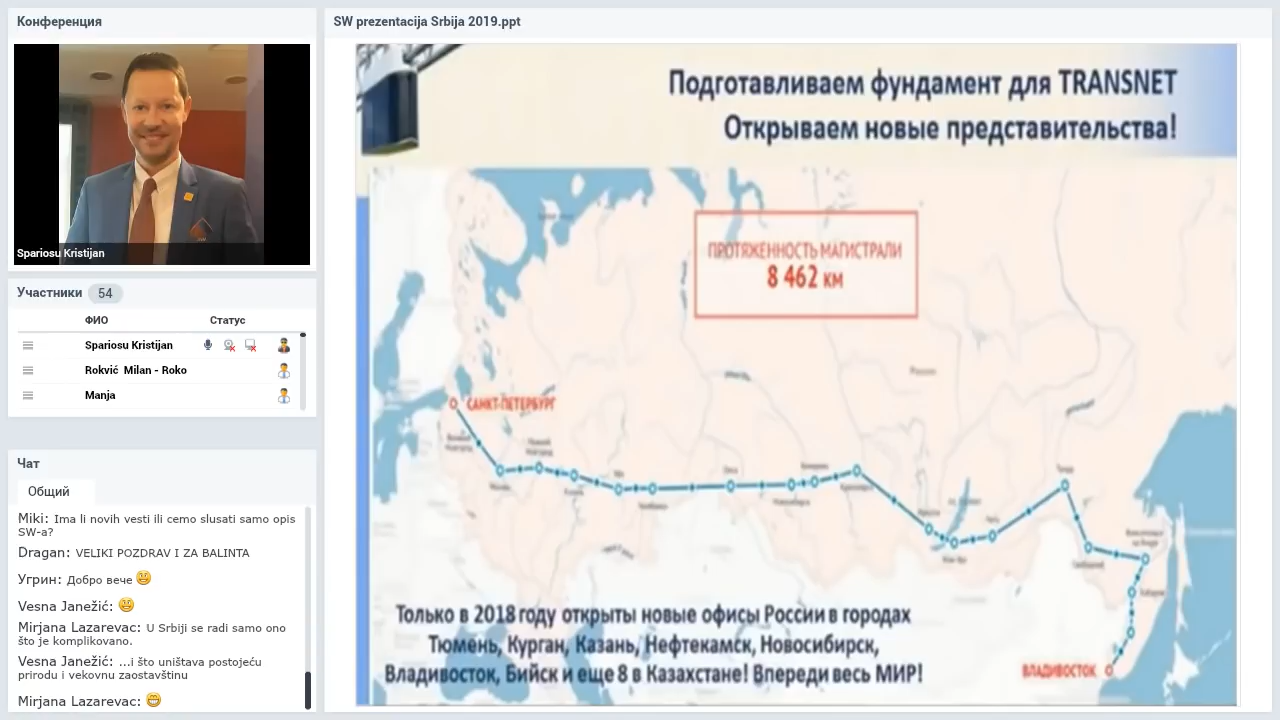 Конференция
Spariosu Kristijan
Участники 54
ФИО Статус
Spariosu Kristijan
Rokvić Milan - Roko
Manja
Чат
Общий
Miki: Ima li novih vesti ili cemo slusati samo opis
SW-a?
Dragan: VELIKI POZDRAV I ZA BALINTA
Угрин: Добро вече
Vesna Janežić:
Mirjana Lazarevac: U Srbiji se radi samo ono
što je komplikovano.
Vesna Janežić: ...i što uništava postojeću
prirodu i vekovnu zaostavštinu
Mirjana Lazarevac:
SW prezentacija Srbija 2019.ppt
Подготавливаем фундамент для TRANSNET
Открываем новые представительства!
ПРОТЯЖЕННОСТЬ МАГИСТРАЛИ
8 462 км
Россия
САНКТ-ПЕТЕРБУРГ
ВЛАДИВОСТОК
Только в 2018 году открыты новые офисы России в городах
Тюмень, Курган, Казань, Нефтекамск, Новосибирск,
Владивосток, Бийск и еще 8 в Казахстане! Впереди весь МИР!